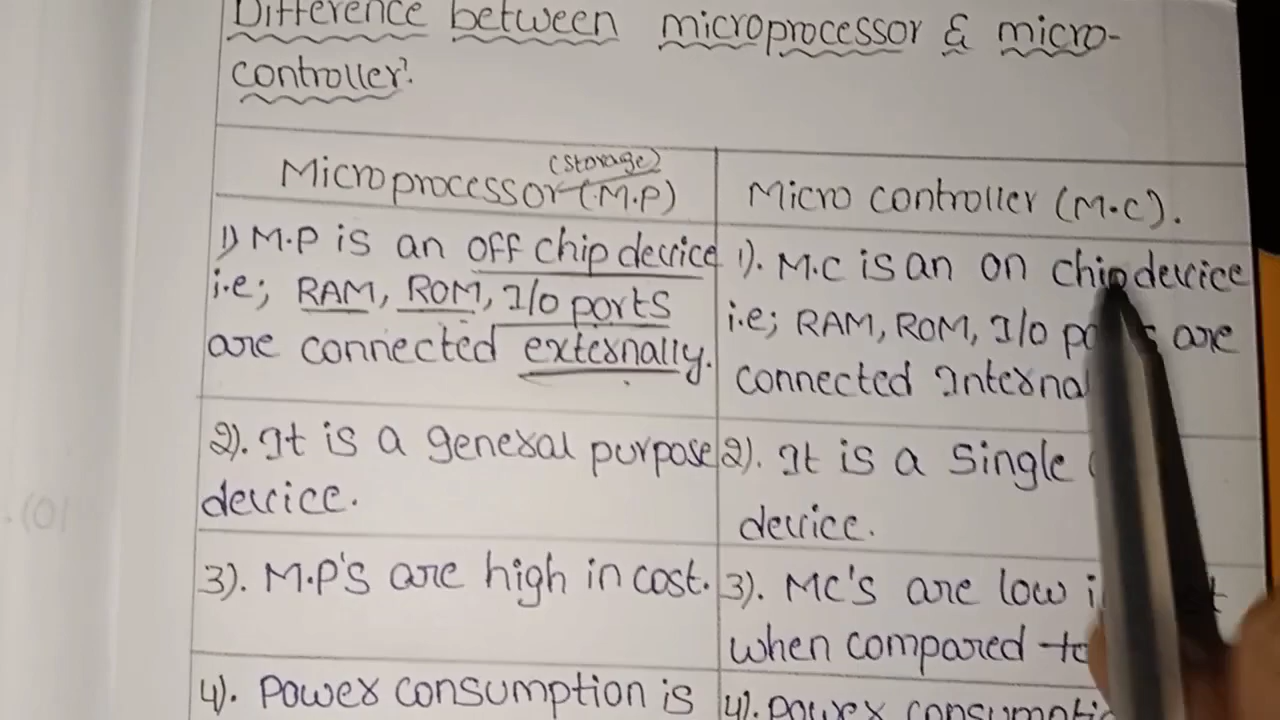 Difference between microprocessor & micro-
controller?
Microprocessor (M.P)
(storage)
Micro controller (M.C).
1) M.P is an off chip device
i.e; RAM, ROM, I/o ports
are connected externally.
1). M.C is an on chip device
i.e; RAM, ROM, I/o are
connected
2). It is a general purpose
device.
2). It is a single
device.
3). M.P's are high in cost.
3). MC's are low
when compared
4). Power consumption is
4). Power